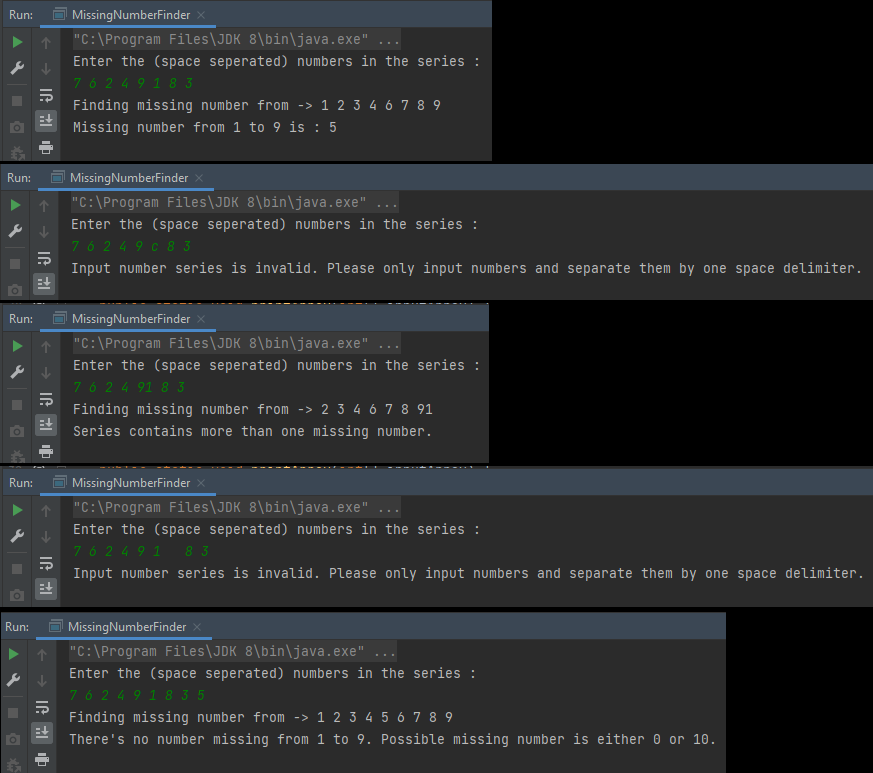 Run: MissingNumberFinder ×
"C:\Program Files\JDK 8\bin\java.exe" ...
Enter the (space seperated) numbers in the series :
7 6 2 4 9 1 8 3
Finding missing number from -> 1 2 3 4 6 7 8 9
Missing number from 1 to 9 is : 5
Run: MissingNumberFinder ×
"C:\Program Files\JDK 8\bin\java.exe" ...
Enter the (space seperated) numbers in the series :
7 6 2 4 9 c 8 3
Input number series is invalid. Please only input numbers and separate them by one space delimiter.
Run: MissingNumberFinder ×
"C:\Program Files\JDK 8\bin\java.exe" ...
Enter the (space seperated) numbers in the series :
7 6 2 4 91 8 3
Finding missing number from -> 2 3 4 6 7 8 91
Series contains more than one missing number.
Run: MissingNumberFinder ×
"C:\Program Files\JDK 8\bin\java.exe" ...
Enter the (space seperated) numbers in the series :
7 6 2 4 9 1   8 3
Input number series is invalid. Please only input numbers and separate them by one space delimiter.
Run: MissingNumberFinder ×
"C:\Program Files\JDK 8\bin\java.exe" ...
Enter the (space seperated) numbers in the series :
7 6 2 4 9 1 8 3 5
Finding missing number from -> 1 2 3 4 5 6 7 8 9
There's no number missing from 1 to 9. Possible missing number is either 0 or 10.